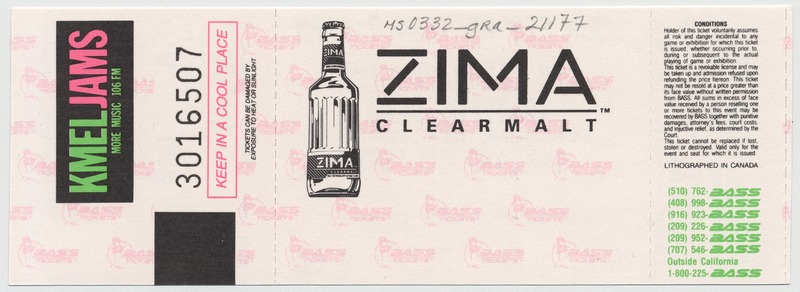 KMEL JAMS
MORE MUSIC 106 FM
3016507
KEEP IN A COOL PLACE
TICKETS CAN BE DAMAGED BY
EXPOSURE TO HEAT OR SUNLIGHT
MS0332_gra_21177
ZIMA
ZIMA
CLEARMALT
ZIMA™
CLEARMALT
CONDITIONS
Holder of this ticket voluntarily assumes
all risk and danger incidental to any
game or exhibition for which this ticket
is issued, whether occurring prior to,
during or subsequent to the actual
playing of game or exhibition.
This ticket is a revokable license and may
be taken up and admission refused upon
refunding the price hereon. This ticket
may not be resold at a price greater than
its face value without written permission
from BASS. All sums in excess of face
value received by a person reselling one
or more tickets to this event may be
recovered by BASS together with punitive
damages, attorney's fees, court costs,
and injuctive relief, as determined by the
Court.
This ticket cannot be replaced if lost,
stolen or destroyed. Valid only for the
event and seat for which it is issued.
LITHOGRAPHED IN CANADA
(510) 762-BASS
(408) 998-BASS
(916) 923-BASS
(209) 226-BASS
(209) 952-BASS
(707) 546-BASS
Outside California
1-800-225-BASS
BASS
TICKETS